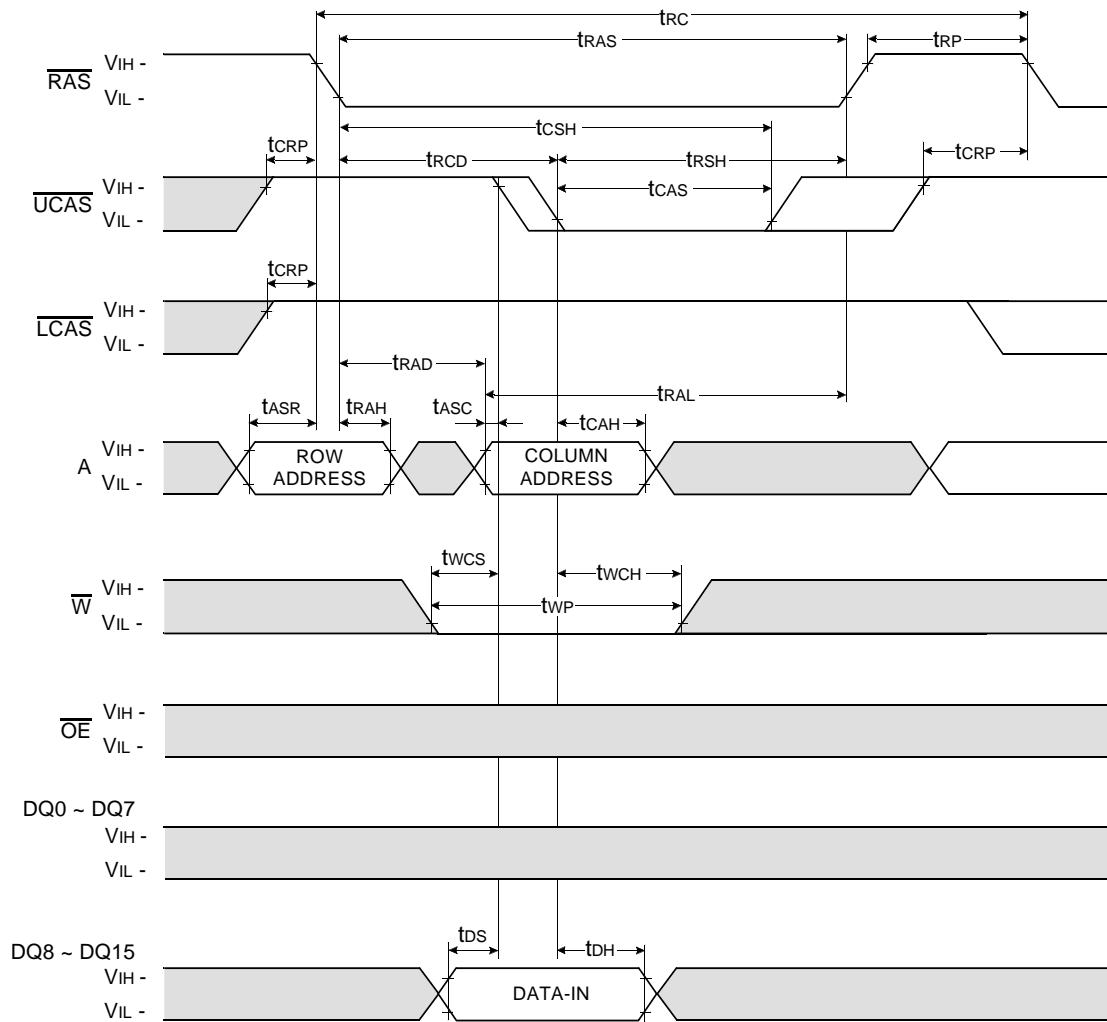 tRC
tRAS
tRP
RAS
VIH -
VIL -
tCSH
tCRP
tRCD
tRSH
tCRP
UCAS
VIH -
VIL -
tCAS
tCRP
LCAS
VIH -
VIL -
tRAD
tRAL
tASR
tRAH
tASC
tCAH
A
VIH -
VIL -
ROW
ADDRESS
COLUMN
ADDRESS
tWCS
tWCH
W
VIH -
VIL -
tWP
OE
VIH -
VIL -
DQ0 ~ DQ7
VIH -
VIL -
tDS
tDH
DQ8 ~ DQ15
VIH -
VIL -
DATA-IN